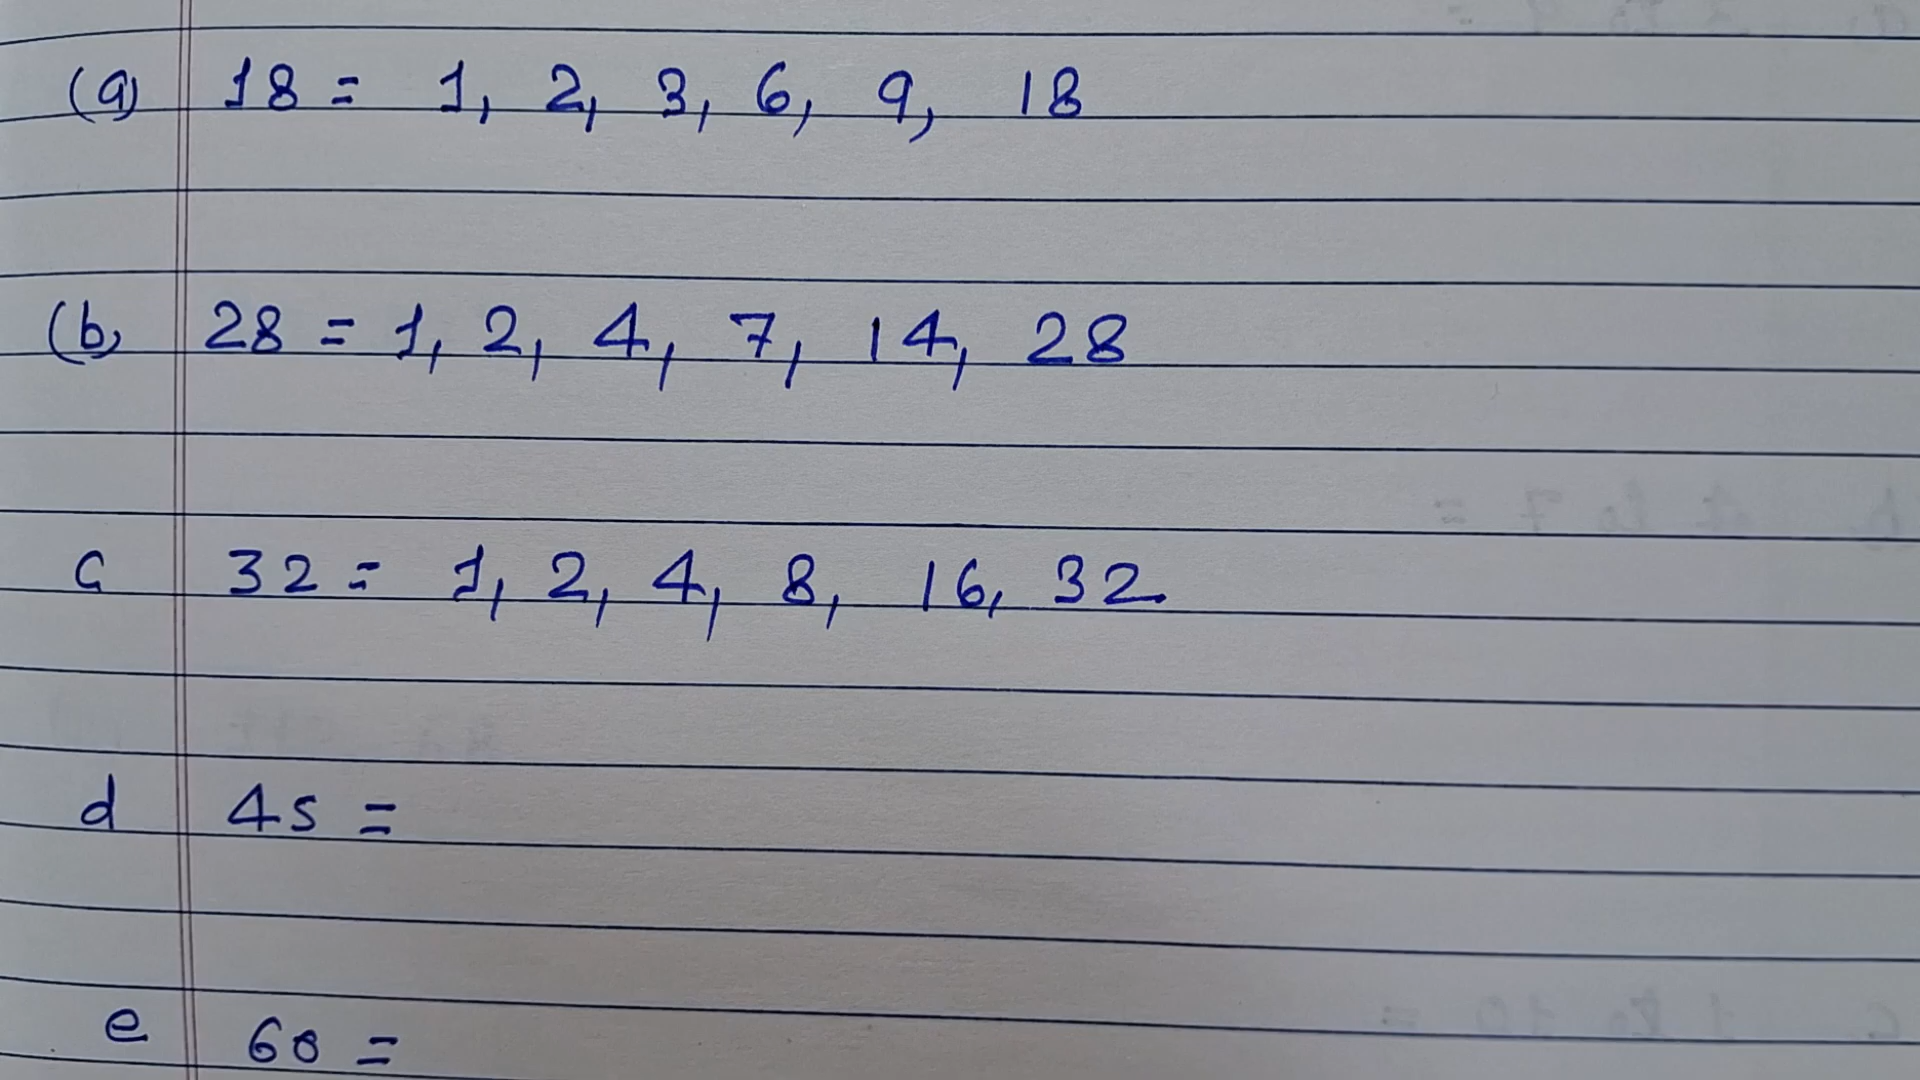 (a) 18 = 1, 2, 3, 6, 9, 18
(b) 28 = 1, 2, 4, 7, 14, 28
c 32 = 1, 2, 4, 8, 16, 32.
d 45 =
e 60 =